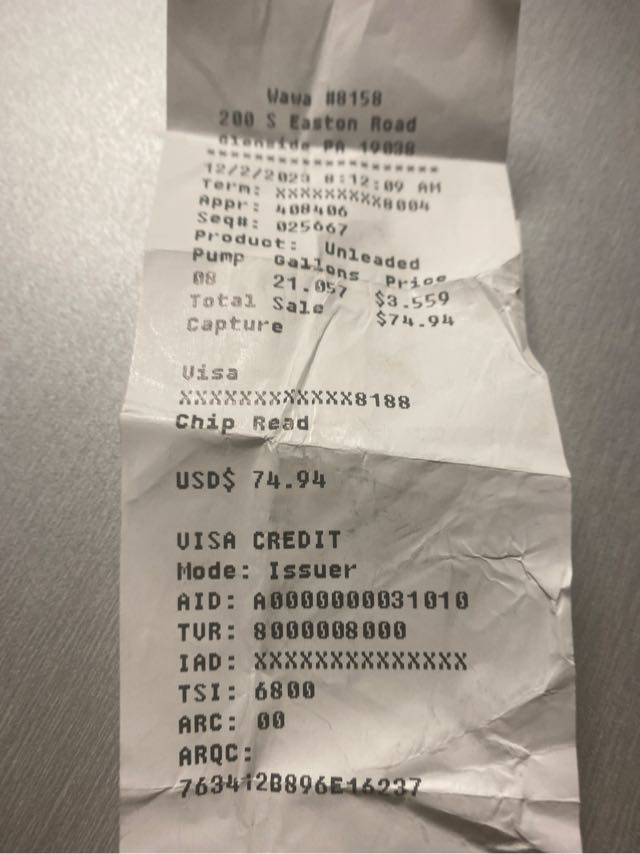 Wawa #8158
200 S Easton Road
Glenside PA 19038
********************
12/2/2023 8:12:09 AM
Term: XXXXXXXXX8004
Appr: 408406
Seq#: 025667
Product: Unleaded
Pump Gallons Price
08 21.057 $3.559
Total Sale $74.94
Capture
Visa
XXXXXXXXXXXX8188
Chip Read
USD$ 74.94
VISA CREDIT
Mode: Issuer
AID: A0000000031010
TVR: 8000008000
IAD: XXXXXXXXXXXXXX
TSI: 6800
ARC: 00
ARQC:
763412B896E16237